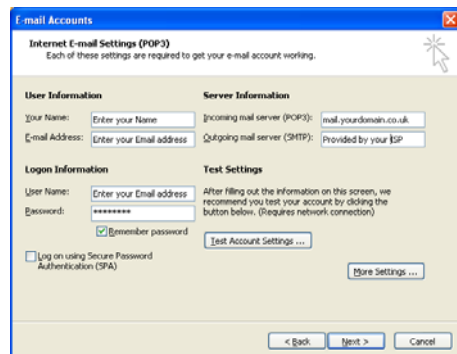 E-mail Accounts
Internet E-mail Settings (POP3)
Each of these settings are required to get your e-mail account working.
User Information
Your Name: Enter your Name
E-mail Address: Enter your Email address
Server Information
Incoming mail server (POP3): mail.yourdomain.co.uk
Outgoing mail server (SMTP): Provided by your ISP
Logon Information
User Name: Enter your Email address
Password: ********
Remember password
Log on using Secure Password
Authentication (SPA)
Test Settings
After filling out the information on this screen, we
recommend you test your account by clicking the
button below. (Requires network connection)
Test Account Settings ...
More Settings ...
< Back
Next >
Cancel